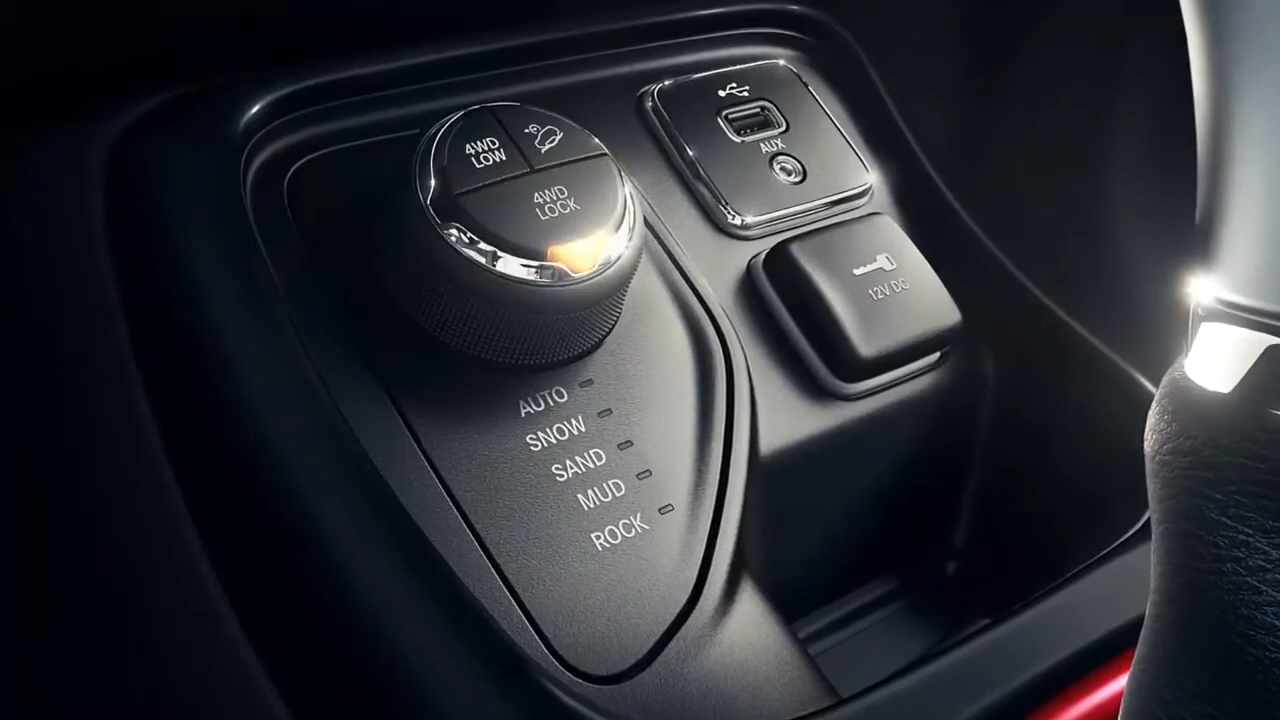 4WD
LOW
4WD
LOCK
AUTO
SNOW
SAND
MUD
ROCK
AUX
12V DC